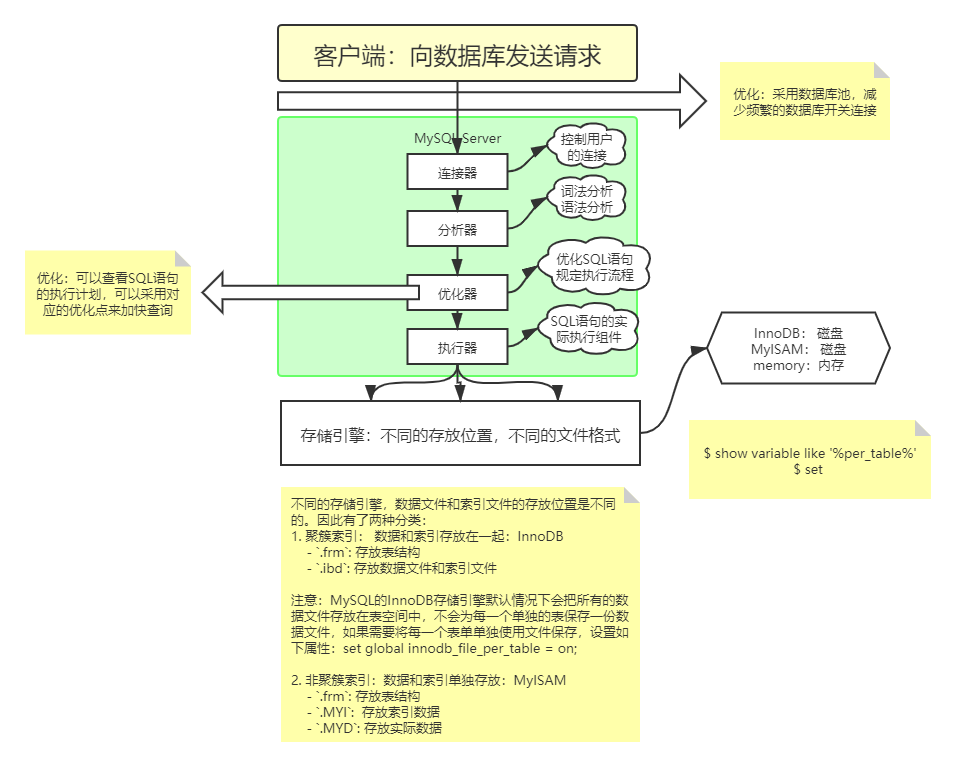 客户端：向数据库发送请求
优化：采用数据库池，减
少频繁的数据库开关连接
MySQL Server
控制用户
的连接
连接器
词法分析
语法分析
分析器
优化SQL语句
规定执行流程
优化：可以查看SQL语句
的执行计划，可以采用对
应的优化点来加快查询
优化器
SQL语句的实
际执行组件
执行器
InnoDB： 磁盘
MyISAM： 磁盘
memory：内存
存储引擎：不同的存放位置，不同的文件格式
$ show variable like '%per_table%'
$ set
不同的存储引擎，数据文件和索引文件的存放位置是不同
的。因此有了两种分类：
1. 聚簇索引： 数据和索引存放在一起：InnoDB
- `.frm`: 存放表结构
- `.ibd`: 存放数据文件和索引文件
注意：MySQL的InnoDB存储引擎默认情况下会把所有的数
据文件存放在表空间中，不会为每一个单独的表保存一份数
据文件，如果需要将每一个表单单独使用文件保存，设置如
下属性：set global innodb_file_per_table = on;
2. 非聚簇索引：数据和索引单独存放：MyISAM
- `.frm`: 存放表结构
- `.MYI`: 存放索引数据
- `.MYD`: 存放实际数据